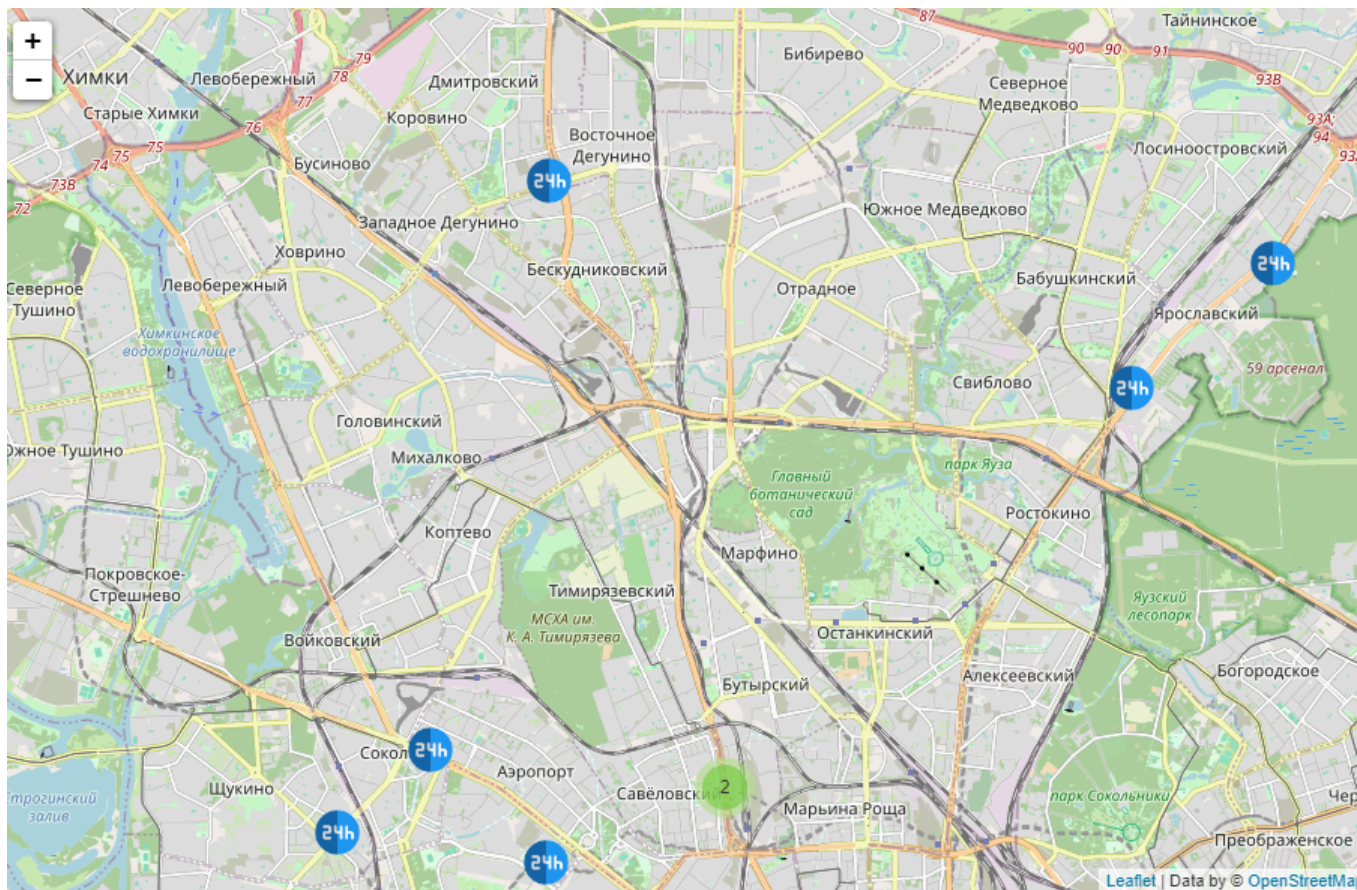 87
Тайнинское
+
Бибирево
90
90
91
79
Химки
Левобережный
78
Дмитровский
Северное
Медведково
93В
−
77
Старые Химки
Коровино
93А;
94
76
Восточное
Дегунино
75
75
74
Лосиноостровский
Бусиново
73В
24h
72
Западное Дегунино
Южное Медведково
Ховрино
Бескудниковский
24h
Левобережный
Отрадное
Бабушкинский
Северное
Тушино
Ярославский
Химкинское
водохранилище
59 арсенал
Свиблово
24h
Головинский
Михалково
парк Яуза
Главный
ботанический
сад
Ростокино
Коптево
Марфино
Покровское-
Стрешнево
Тимирязевский
Яузский
лесопарк
МСХА им.
К. А. Тимирязева
Войковский
Останкинский
Богородское
Алексеевский
Бутырский
24h
Аэропорт
Щукино
2
Савёловский
парк Сокольники
Марьина Роща
24h
Преображенское
24h
Leaflet | Data by © OpenStreetMa